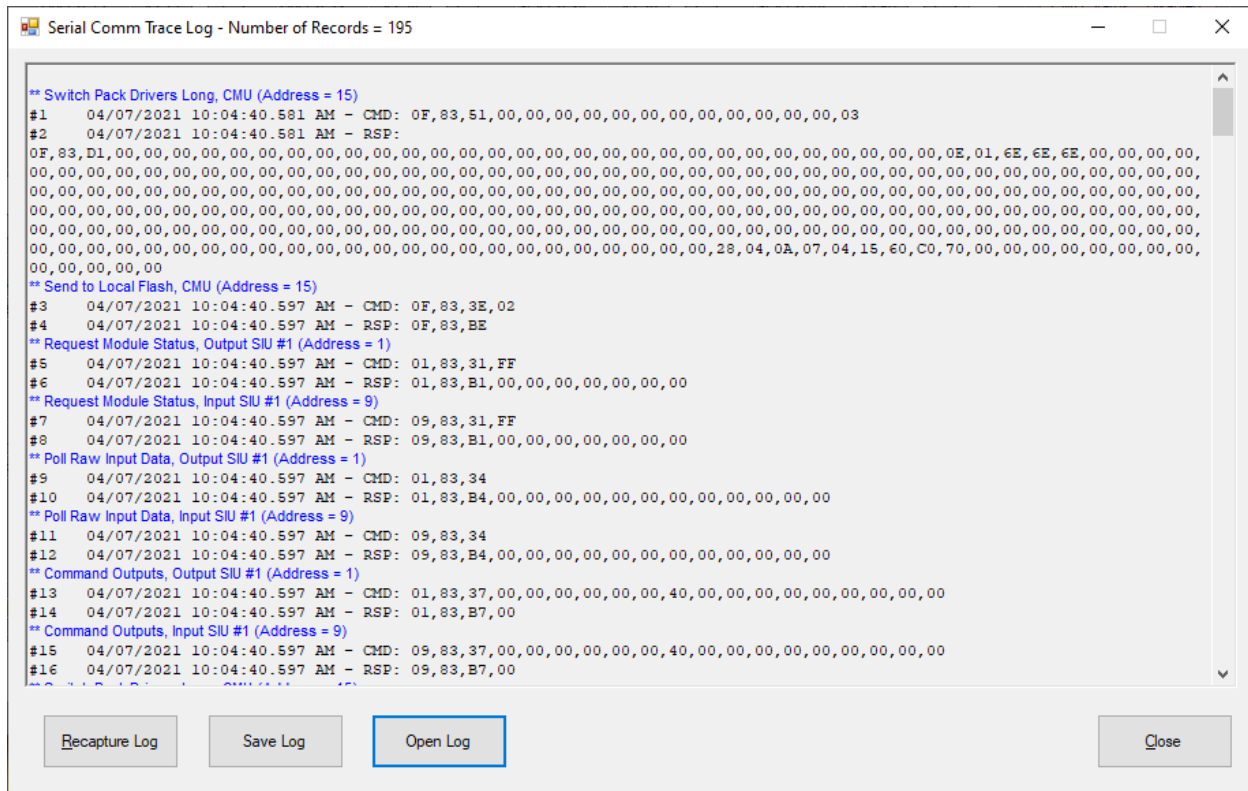 Serial Comm Trace Log - Number of Records = 195
** Switch Pack Drivers Long, CMU (Address = 15)
#1 04/07/2021 10:04:40.581 AM - CMD: 0F,83,51,00,00,00,00,00,00,00,00,00,00,00,00,03
#2 04/07/2021 10:04:40.581 AM - RSP:
0F,83,D1,00,00,00,00,00,00,00,00,00,00,00,00,00,00,00,00,00,00,00,00,00,00,00,00,00,00,00,00,00,0E,01,6E,6E,6E,00,00,00,00,
00,00,00,00,00,00,00,00,00,00,00,00,00,00,00,00,00,00,00,00,00,00,00,00,00,00,00,00,00,00,00,00,00,00,00,00,00,00,00,00,00,
00,00,00,00,00,00,00,00,00,00,00,00,00,00,00,00,00,00,00,00,00,00,00,00,00,00,00,00,00,00,00,00,00,00,00,00,00,00,00,00,00,
00,00,00,00,00,00,00,00,00,00,00,00,00,00,00,00,00,00,00,00,00,00,00,00,00,00,00,00,00,00,00,00,00,00,00,00,00,00,00,00,00,
00,00,00,00,00,00,00,00,00,00,00,00,00,00,00,00,00,00,00,00,00,00,00,00,00,00,00,00,00,00,00,00,00,00,00,00,00,00,00,00,00,
00,00,00,00,00,00,00,00,00,00,00,00,00,00,00,00,00,00,00,00,00,00,00,00,28,04,0A,07,04,15,60,C0,70,00,00,00,00,00,00,00,00,
00,00,00,00,00
** Send to Local Flash, CMU (Address = 15)
#3 04/07/2021 10:04:40.597 AM - CMD: 0F,83,3E,02
#4 04/07/2021 10:04:40.597 AM - RSP: 0F,83,BE
** Request Module Status, Output SIU #1 (Address = 1)
#5 04/07/2021 10:04:40.597 AM - CMD: 01,83,31,FF
#6 04/07/2021 10:04:40.597 AM - RSP: 01,83,B1,00,00,00,00,00,00,00
** Request Module Status, Input SIU #1 (Address = 9)
#7 04/07/2021 10:04:40.597 AM - CMD: 09,83,31,FF
#8 04/07/2021 10:04:40.597 AM - RSP: 09,83,B1,00,00,00,00,00,00,00
** Poll Raw Input Data, Output SIU #1 (Address = 1)
#9 04/07/2021 10:04:40.597 AM - CMD: 01,83,34
#10 04/07/2021 10:04:40.597 AM - RSP: 01,83,B4,00,00,00,00,00,00,40,00,00,00,00,00
** Poll Raw Input Data, Input SIU #1 (Address = 9)
#11 04/07/2021 10:04:40.597 AM - CMD: 09,83,34
#12 04/07/2021 10:04:40.597 AM - RSP: 09,83,B4,00,00,00,00,00,00,40,00,00,00,00,00
** Command Outputs, Output SIU #1 (Address = 1)
#13 04/07/2021 10:04:40.597 AM - CMD: 01,83,37,00,00,00,00,00,00,40,00,00,00,00,00,00,00,00,00
#14 04/07/2021 10:04:40.597 AM - RSP: 01,83,B7,00
** Command Outputs, Input SIU #1 (Address = 9)
#15 04/07/2021 10:04:40.597 AM - CMD: 09,83,37,00,00,00,00,00,00,40,00,00,00,00,00,00,00,00,00
#16 04/07/2021 10:04:40.597 AM - RSP: 09,83,B7,00
Recapture Log
Save Log
Open Log
Close